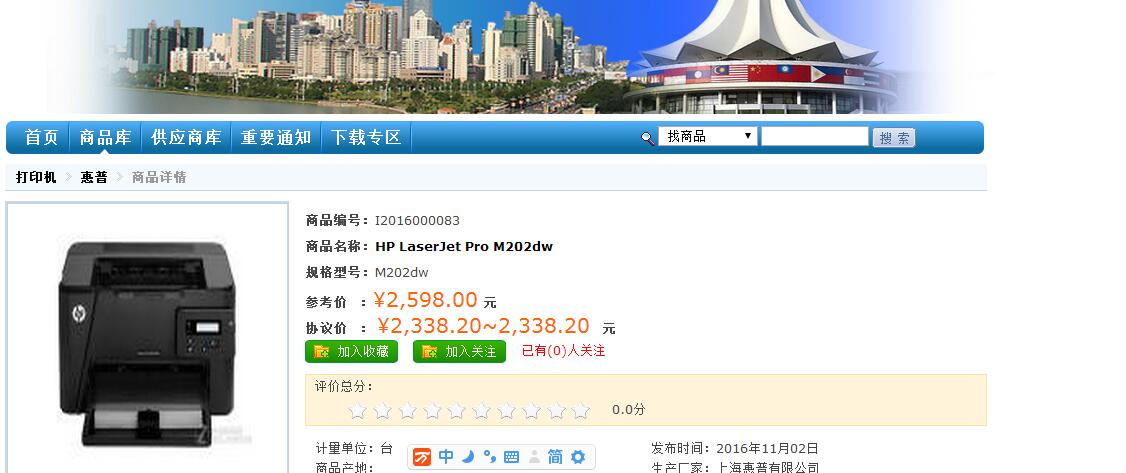 首页 商品库 供应商库 重要通知 下载专区 找商品 搜 索
打印机 惠普 商品详情
商品编号：I2016000083
商品名称：HP LaserJet Pro M202dw
规格型号：M202dw
参考价 ：¥2,598.00 元
协议价 ：¥2,338.20~2,338.20 元
加入收藏 加入关注 已有(0)人关注
评价总分：
0.0分
计量单位：台 中 简 发布时间：2016年11月02日
商品产地： 生产厂家：上海惠普有限公司
hp